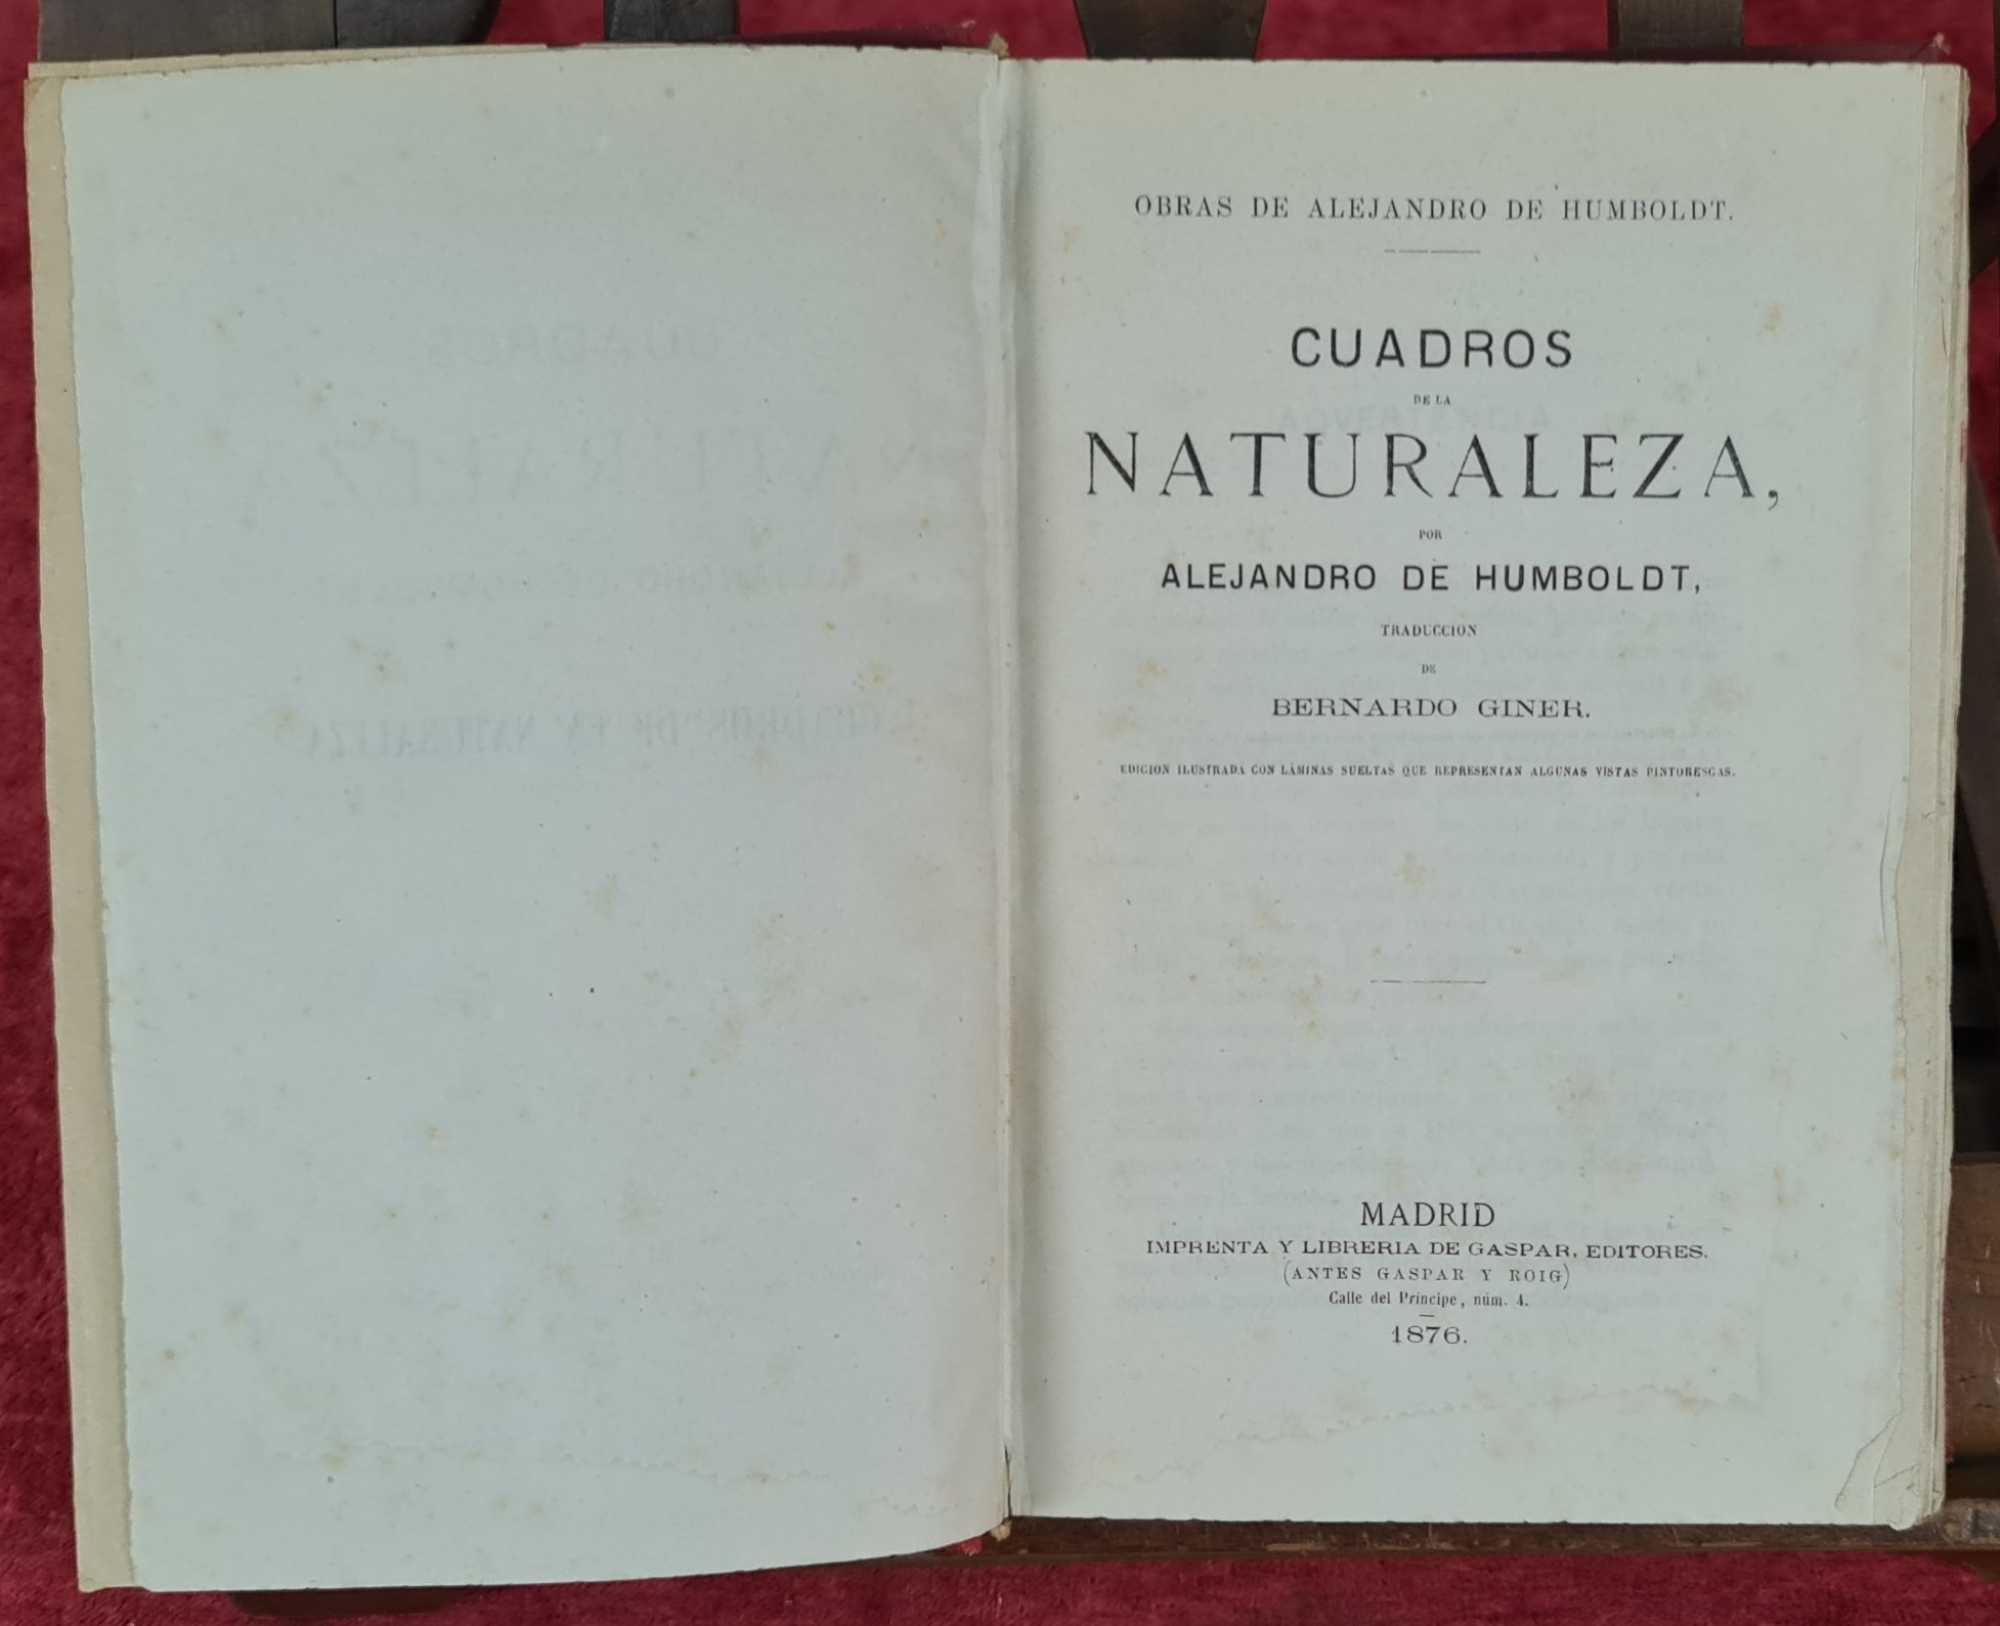 OBRAS DE ALEJANDRO DE HUMBOLDT.
CUADROS
DE LA
NATURALEZA,
POR
ALEJANDRO DE HUMBOLDT,
TRADUCCION
DE
BERNARDO GINER.
EDICION ILUSTRADA CON LÁMINAS SUELTAS QUE REPRESENTAN ALGUNAS VISTAS PINTORESCAS.
MADRID
IMPRENTA Y LIBRERIA DE GASPAR, EDITORES.
(ANTES GASPAR Y ROIG)
Calle del Príncipe, núm. 4.
1876.